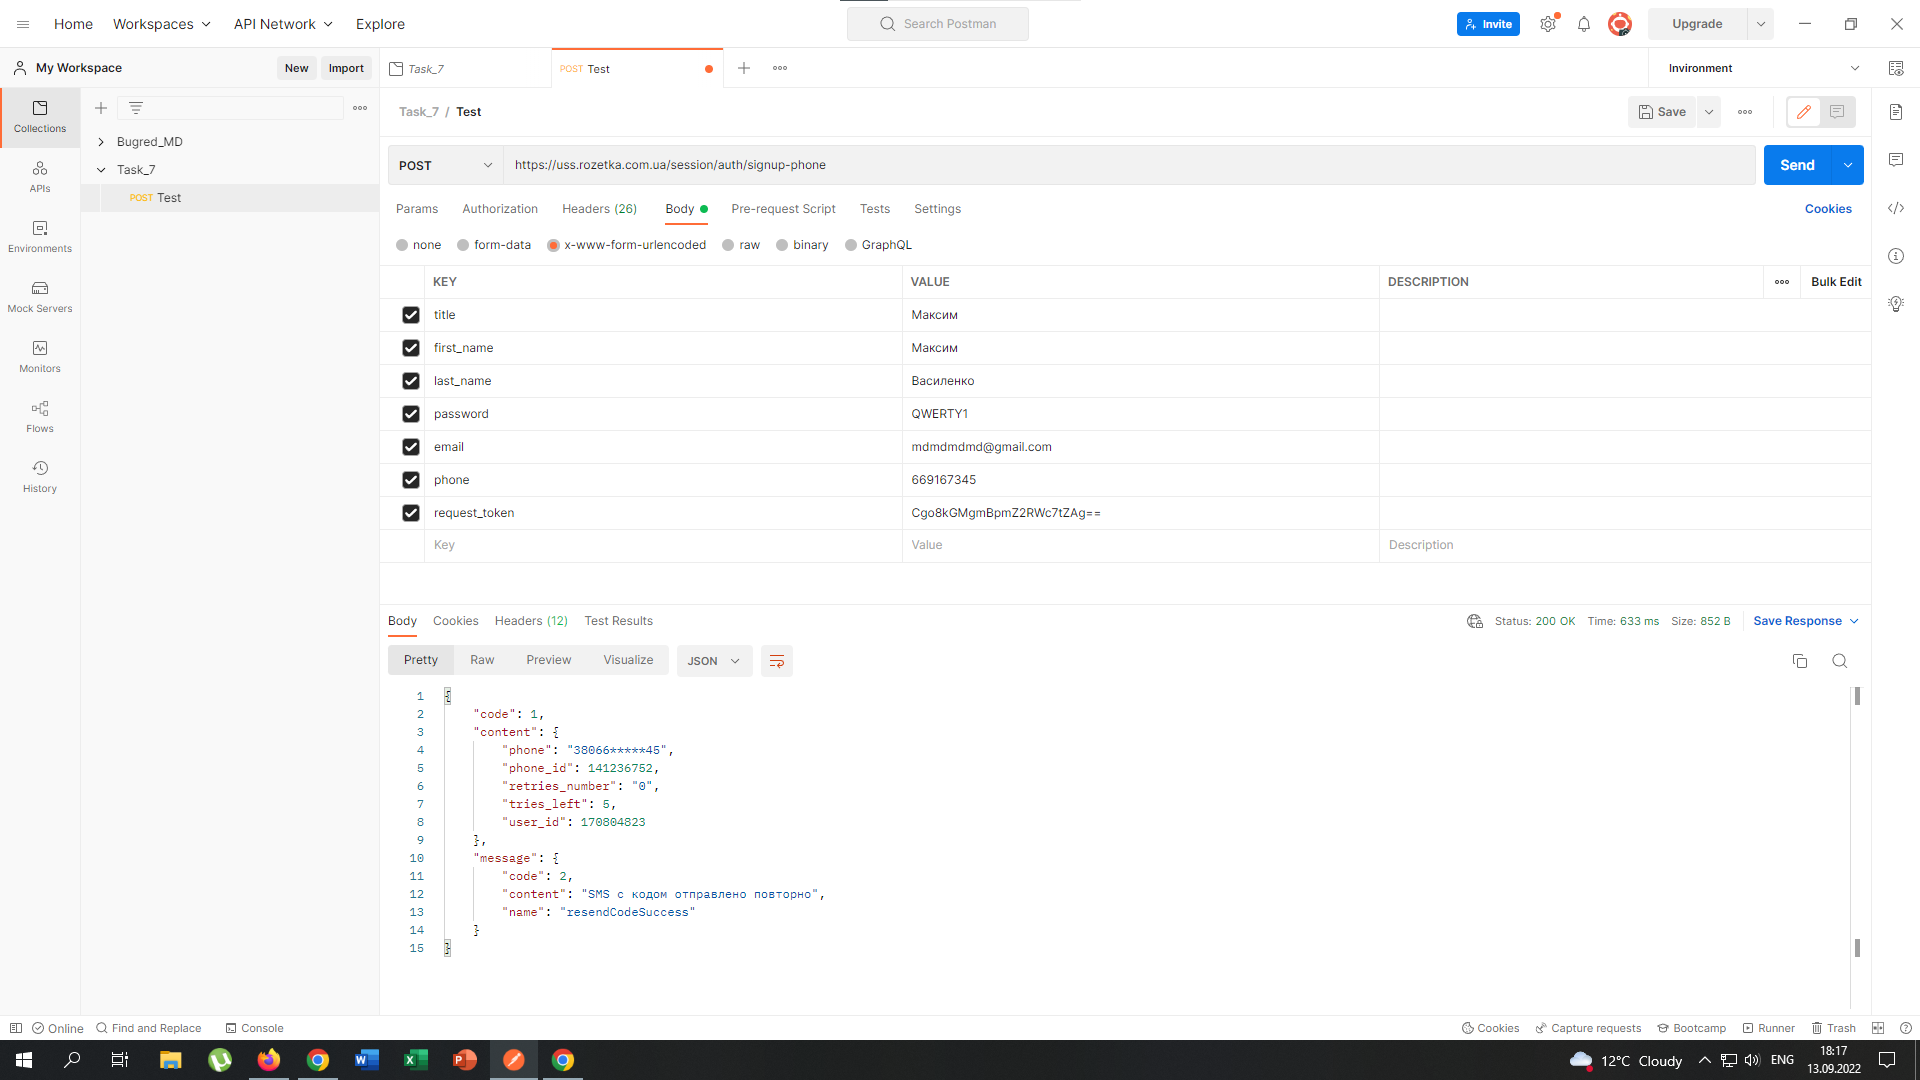 Home
Workspaces
API Network
Explore
Search Postman
Invite
Upgrade
My Workspace
New
Import
Task_7
POST Test
Invironment
Collections
APIs
Environments
Mock Servers
Monitors
Flows
History
Bugred_MD
Task_7
POST Test
Task_7 / Test
Save
POST
https://uss.rozetka.com.ua/session/auth/signup-phone
Send
Params
Authorization
Headers (26)
Body
Pre-request Script
Tests
Settings
Cookies
none
form-data
x-www-form-urlencoded
raw
binary
GraphQL
KEY VALUE DESCRIPTION
Bulk Edit
title Максим
first_name Максим
last_name Василенко
password QWERTY1
email mdmdmdmd@gmail.com
phone 669167345
request_token Cgo8kGMgmBpmZ2RWc7tZAg==
Key Value Description
Body
Cookies
Headers (12)
Test Results
Status: 200 OK
Time: 633 ms
Size: 852 B
Save Response
Pretty
Raw
Preview
Visualize
JSON
1 {
2 "code": 1,
3 "content": {
4 "phone": "38066*****45",
5 "phone_id": 141236752,
6 "retries_number": "0",
7 "tries_left": 5,
8 "user_id": 170804823
9 },
10 "message": {
11 "code": 2,
12 "content": "SMS с кодом отправлено повторно",
13 "name": "resendCodeSuccess"
14 }
15 }
Online
Find and Replace
Console
Cookies
Capture requests
Bootcamp
Runner
Trash
12°C Cloudy
ENG
18:17
13.09.2022